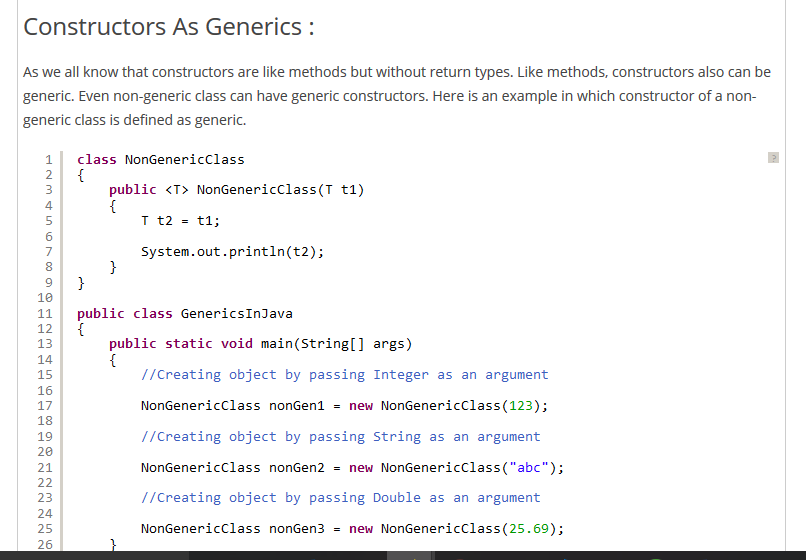 Constructors As Generics :
As we all know that constructors are like methods but without return types. Like methods, constructors also can be
generic. Even non-generic class can have generic constructors. Here is an example in which constructor of a non-
generic class is defined as generic.
1 class NonGenericClass
2 {
3     public <T> NonGenericClass(T t1)
4     {
5         T t2 = t1;
6
7         System.out.println(t2);
8     }
9 }
10
11 public class GenericsInJava
12 {
13     public static void main(String[] args)
14     {
15         //Creating object by passing Integer as an argument
16
17         NonGenericClass nonGen1 = new NonGenericClass(123);
18
19         //Creating object by passing String as an argument
20
21         NonGenericClass nonGen2 = new NonGenericClass("abc");
22
23         //Creating object by passing Double as an argument
24
25         NonGenericClass nonGen3 = new NonGenericClass(25.69);
26     }